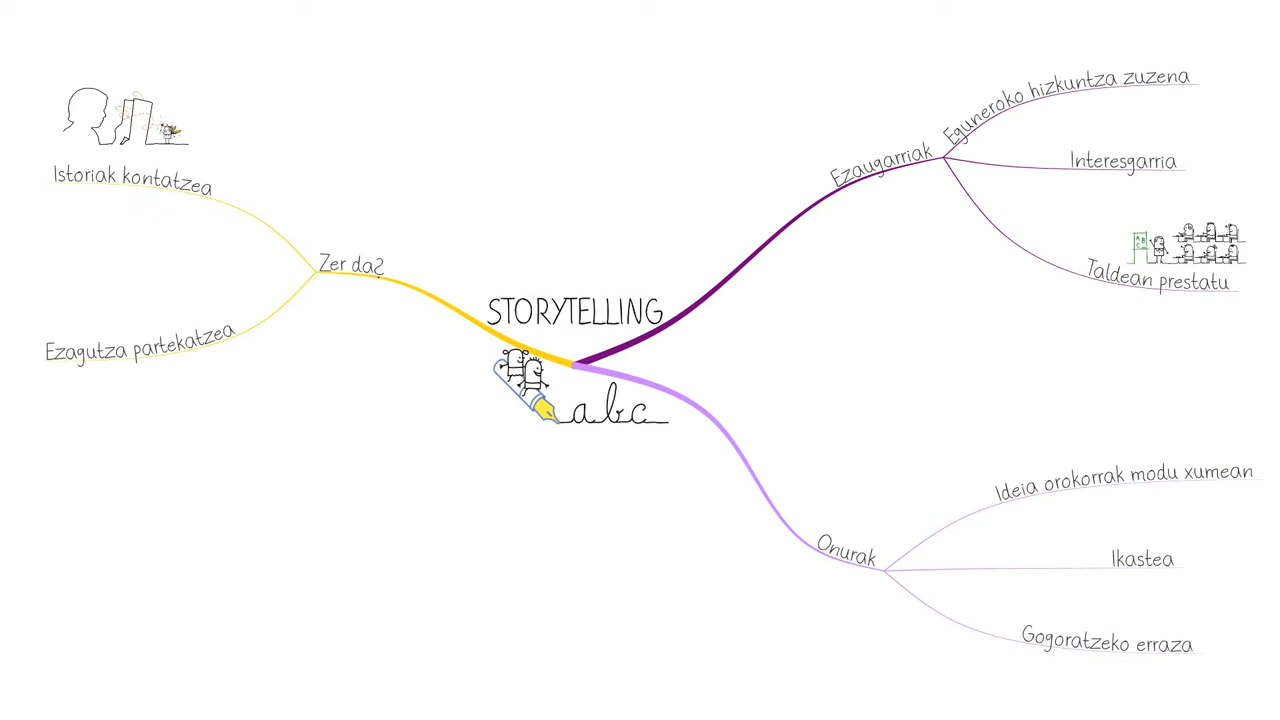 STORYTELLING
abc
Zer da?
Istoriak kontatzea
Ezagutza partekatzea
Ezaugarriak
Eguneroko hizkuntza zuzena
Interesgarria
Taldean prestatu
A B
C
Onurak
Ideia orokorrak modu xumean
Ikastea
Gogoratzeko erraza